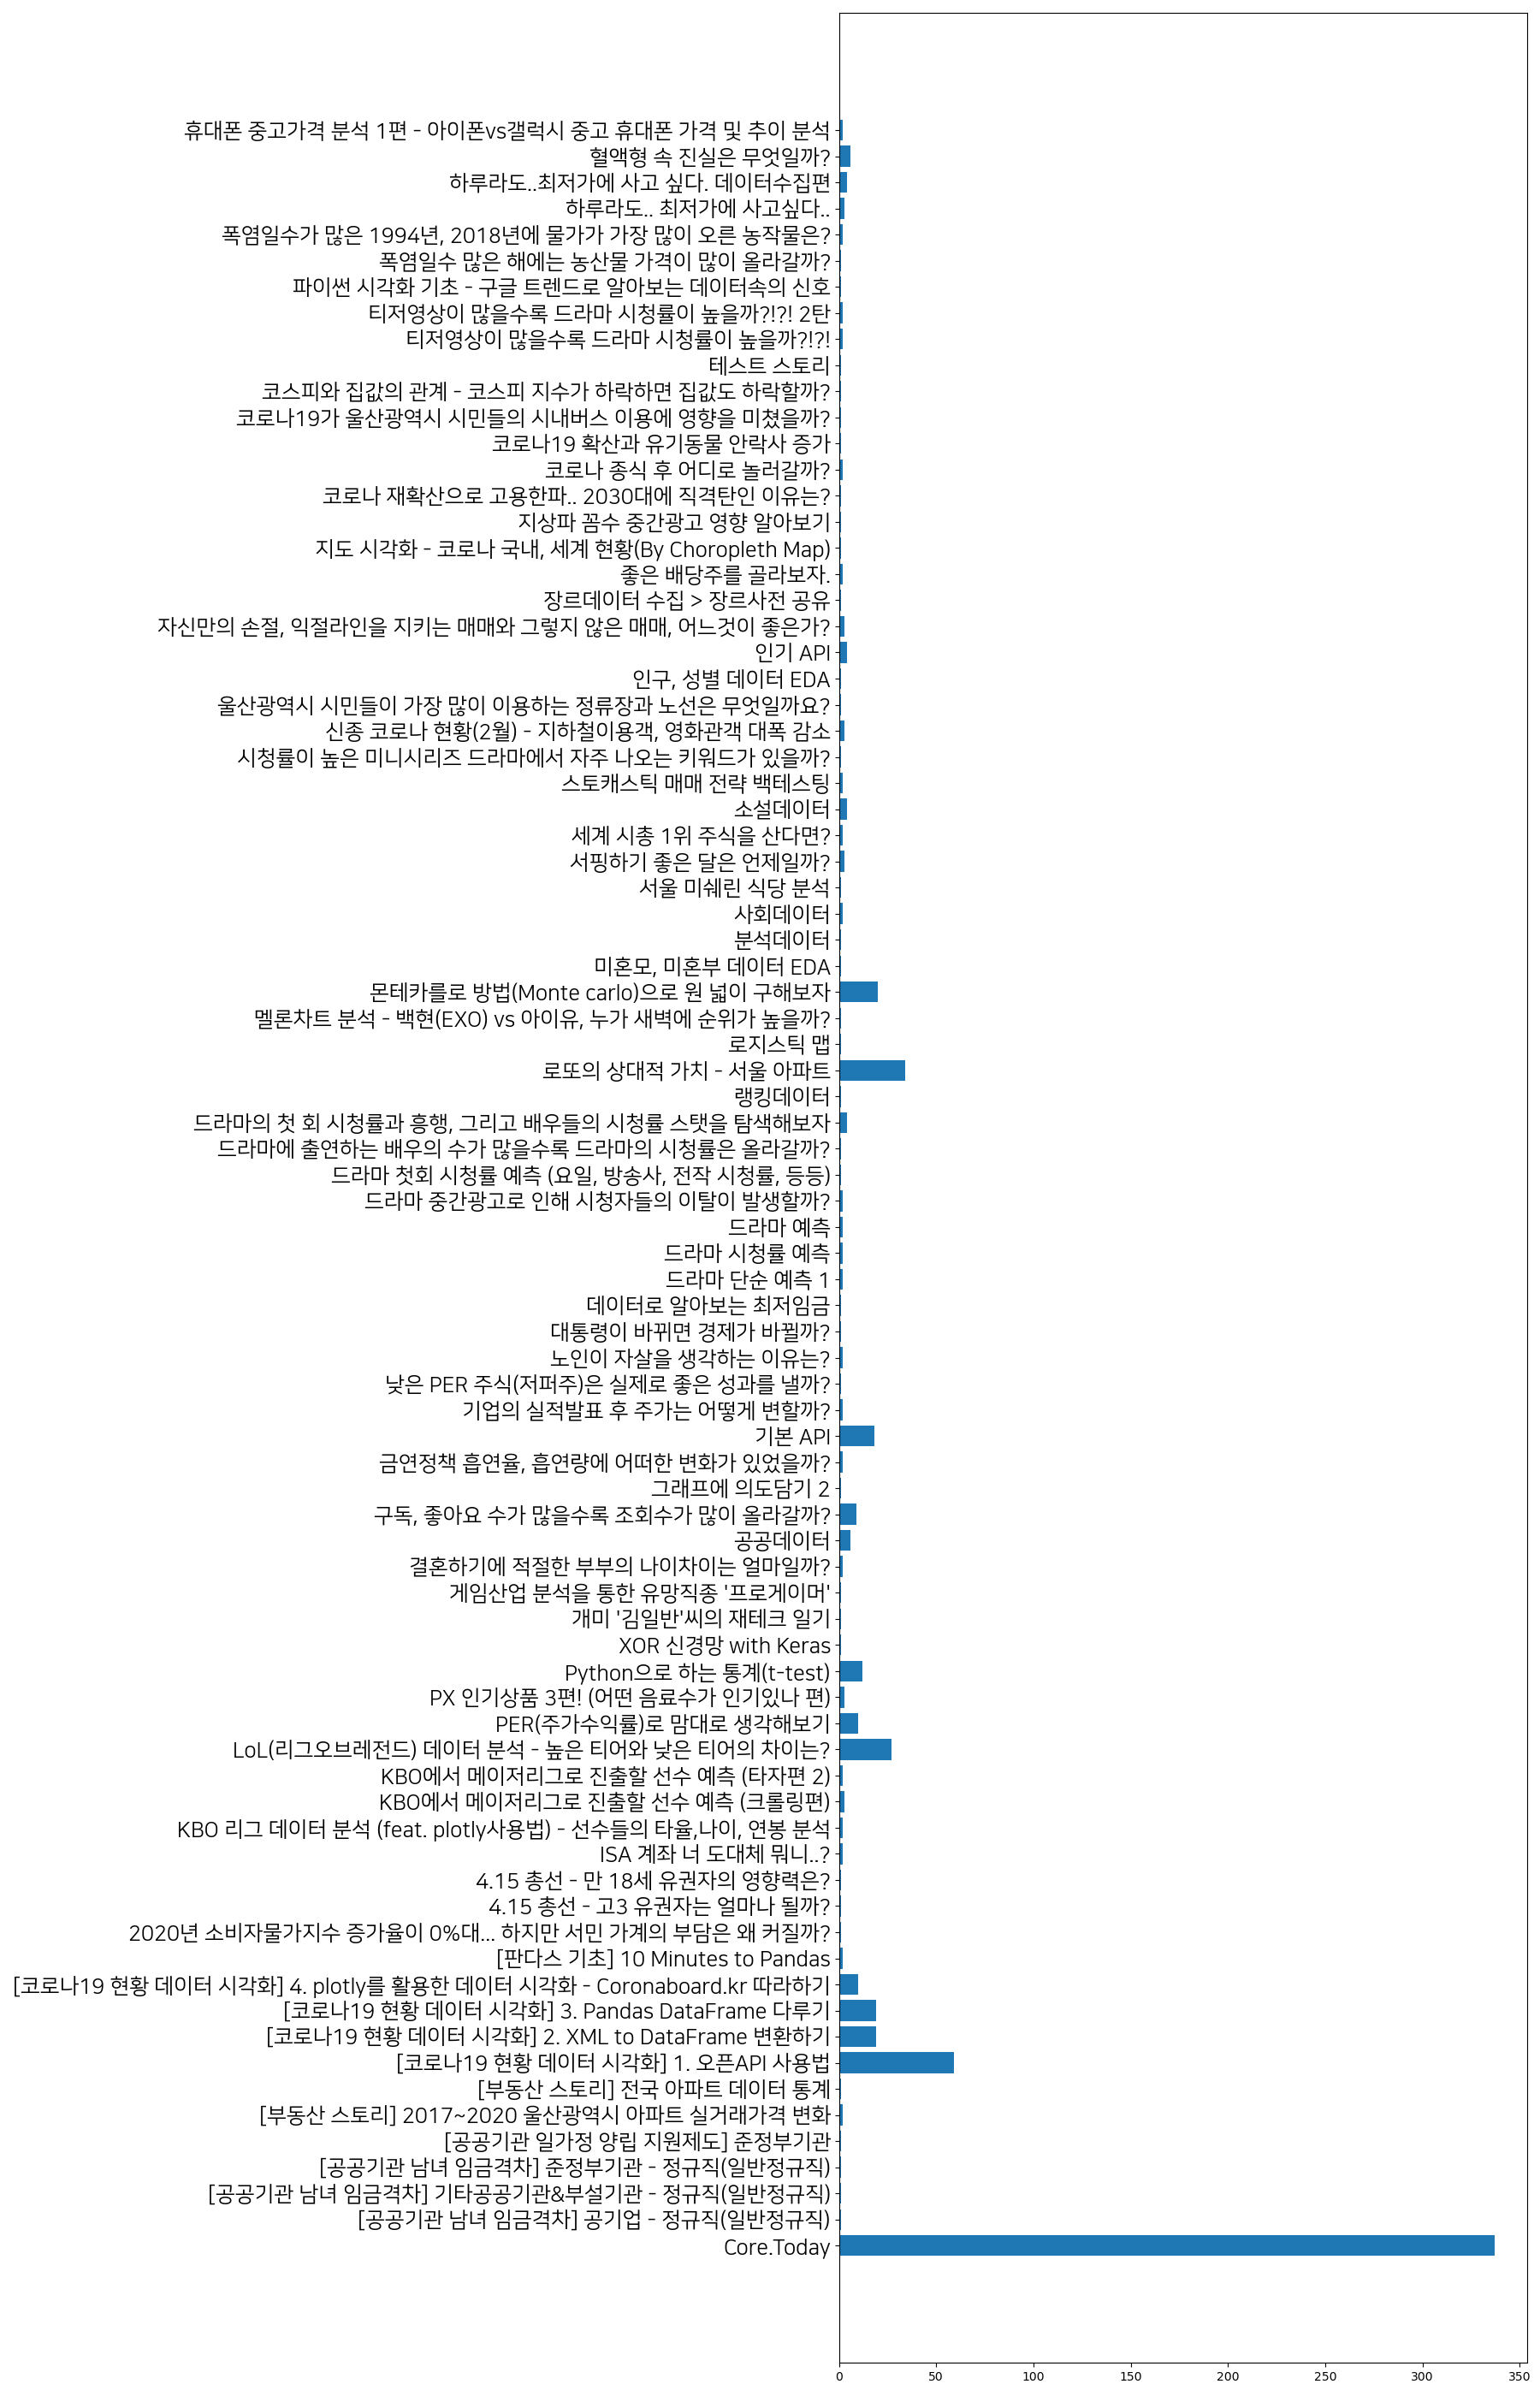 휴대폰 중고가격 분석 1편 - 아이폰vs갤럭시 중고 휴대폰 가격 및 추이 분석
혈액형 속 진실은 무엇일까?
하루라도..최저가에 사고 싶다. 데이터수집편
하루라도.. 최저가에 사고싶다..
폭염일수가 많은 1994년, 2018년에 물가가 가장 많이 오른 농작물은?
폭염일수 많은 해에는 농산물 가격이 많이 올라갈까?
파이썬 시각화 기초 - 구글 트렌드로 알아보는 데이터속의 신호
티저영상이 많을수록 드라마 시청률이 높을까?!?! 2탄
티저영상이 많을수록 드라마 시청률이 높을까?!?!
테스트 스토리
코스피와 집값의 관계 - 코스피 지수가 하락하면 집값도 하락할까?
코로나19가 울산광역시 시민들의 시내버스 이용에 영향을 미쳤을까?
코로나19 확산과 유기동물 안락사 증가
코로나 종식 후 어디로 놀러갈까?
코로나 재확산으로 고용한파.. 2030대에 직격탄인 이유는?
지상파 꼼수 중간광고 영향 알아보기
지도 시각화 - 코로나 국내, 세계 현황(By Choropleth Map)
좋은 배당주를 골라보자.
장르데이터 수집 > 장르사전 공유
자신만의 손절, 익절라인을 지키는 매매와 그렇지 않은 매매, 어느것이 좋은가?
인기 API
인구, 성별 데이터 EDA
울산광역시 시민들이 가장 많이 이용하는 정류장과 노선은 무엇일까요?
신종 코로나 현황(2월) - 지하철이용객, 영화관객 대폭 감소
시청률이 높은 미니시리즈 드라마에서 자주 나오는 키워드가 있을까?
스토캐스틱 매매 전략 백테스팅
소설데이터
세계 시총 1위 주식을 산다면?
서핑하기 좋은 달은 언제일까?
서울 미쉐린 식당 분석
사회데이터
분석데이터
미혼모, 미혼부 데이터 EDA
몬테카를로 방법(Monte carlo)으로 원 넓이 구해보자
멜론차트 분석 - 백현(EXO) vs 아이유, 누가 새벽에 순위가 높을까?
로지스틱 맵
로또의 상대적 가치 - 서울 아파트
랭킹데이터
드라마의 첫 회 시청률과 흥행, 그리고 배우들의 시청률 스탯을 탐색해보자
드라마에 출연하는 배우의 수가 많을수록 드라마의 시청률은 올라갈까?
드라마 첫회 시청률 예측 (요일, 방송사, 전작 시청률, 등등)
드라마 중간광고로 인해 시청자들의 이탈이 발생할까?
드라마 예측
드라마 시청률 예측
드라마 단순 예측 1
데이터로 알아보는 최저임금
대통령이 바뀌면 경제가 바뀔까?
노인이 자살을 생각하는 이유는?
낮은 PER 주식(저퍼주)은 실제로 좋은 성과를 낼까?
기업의 실적발표 후 주가는 어떻게 변할까?
기본 API
금연정책 흡연율, 흡연량에 어떠한 변화가 있었을까?
그래프에 의도담기 2
구독, 좋아요 수가 많을수록 조회수가 많이 올라갈까?
공공데이터
결혼하기에 적절한 부부의 나이차이는 얼마일까?
게임산업 분석을 통한 유망직종 '프로게이머'
개미 '김일반'씨의 재테크 일기
XOR 신경망 with Keras
Python으로 하는 통계(t-test)
PX 인기상품 3편! (어떤 음료수가 인기있나 편)
PER(주가수익률)로 맘대로 생각해보기
LoL(리그오브레전드) 데이터 분석 - 높은 티어와 낮은 티어의 차이는?
KBO에서 메이저리그로 진출할 선수 예측 (타자편 2)
KBO에서 메이저리그로 진출할 선수 예측 (크롤링편)
KBO 리그 데이터 분석 (feat. plotly사용법) - 선수들의 타율,나이, 연봉 분석
ISA 계좌 너 도대체 뭐니..?
4.15 총선 - 만 18세 유권자의 영향력은?
4.15 총선 - 고3 유권자는 얼마나 될까?
2020년 소비자물가지수 증가율이 0%대... 하지만 서민 가계의 부담은 왜 커질까?
[판다스 기초] 10 Minutes to Pandas
[코로나19 현황 데이터 시각화] 4. plotly를 활용한 데이터 시각화 - Coronaboard.kr 따라하기
[코로나19 현황 데이터 시각화] 3. Pandas DataFrame 다루기
[코로나19 현황 데이터 시각화] 2. XML to DataFrame 변환하기
[코로나19 현황 데이터 시각화] 1. 오픈API 사용법
[부동산 스토리] 전국 아파트 데이터 통계
[부동산 스토리] 2017~2020 울산광역시 아파트 실거래가격 변화
[공공기관 일가정 양립 지원제도] 준정부기관
[공공기관 남녀 임금격차] 준정부기관 - 정규직(일반정규직)
[공공기관 남녀 임금격차] 기타공공기관&부설기관 - 정규직(일반정규직)
[공공기관 남녀 임금격차] 공기업 - 정규직(일반정규직)
Core.Today
0 50 100 150 200 250 300 350